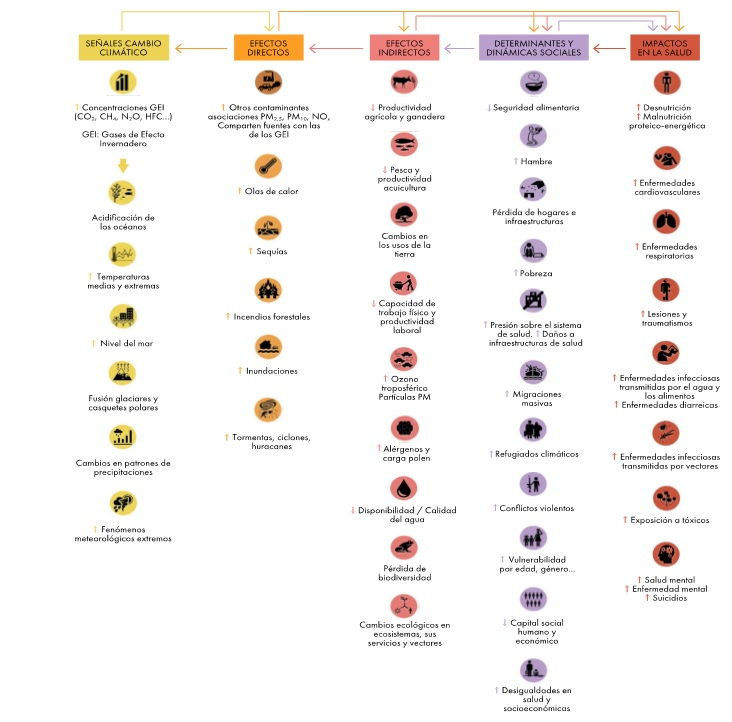 SEÑALES CAMBIO
CLIMÁTICO
↑ Concentraciones GEI
(CO₂, CH₄, N₂O, HFC...)
GEI: Gases de Efecto
Invernadero
Acidificación de
los océanos
↑ Temperaturas
medias y extremas
↑ Nivel del mar
Fusión glaciares y
casquetes polares
Cambios en patrones de
precipitaciones
↑ Fenómenos
meteorológicos extremos
EFECTOS
DIRECTOS
↑ Otros contaminantes
asociaciones PM₂,₅, PM₁₀, NOₓ
Comparten fuentes con las
de los GEI
↑ Olas de calor
↑ Sequías
↑ Incendios forestales
↑ Inundaciones
↑ Tormentas, ciclones,
huracanes
EFECTOS
INDIRECTOS
↓ Productividad
agrícola y ganadera
↓ Pesca y
productividad
acuicultura
Cambios en
los usos de la
tierra
↓ Capacidad de
trabajo físico y
productividad
laboral
↑ Ozono
troposférico
Partículas PM
↑ Alérgenos y
carga polen
↓ Disponibilidad / Calidad
del agua
Pérdida de
biodiversidad
Cambios ecológicos en
ecosistemas, sus
servicios y vectores
DETERMINANTES Y
DINÁMICAS SOCIALES
↓ Seguridad alimentaria
↑ Hambre
Pérdida de hogares e
infraestructuras
↑ Pobreza
↑ Presión sobre el sistema
de salud. ↑ Daños a
infraestructuras de salud
↑ Migraciones
masivas
↑ Refugiados climáticos
↑ Conflictos violentos
↑ Vulnerabilidad
por edad, género...
↓ Capital social
humano y
económico
↑ Desigualdades en
salud y
socioeconómicas
IMPACTOS
EN LA SALUD
↑ Desnutrición
↑ Malnutrición
proteico-energética
↑ Enfermedades
cardiovasculares
↑ Enfermedades
respiratorias
↑ Lesiones y
traumatismos
↑ Enfermedades infecciosas
transmitidas por el agua y
los alimentos
↑ Enfermedades diarreicas
↑ Enfermedades infecciosas
transmitidas por vectores
↑ Exposición a tóxicos
↑ Salud mental
↑ Enfermedad mental
↑ Suicidios